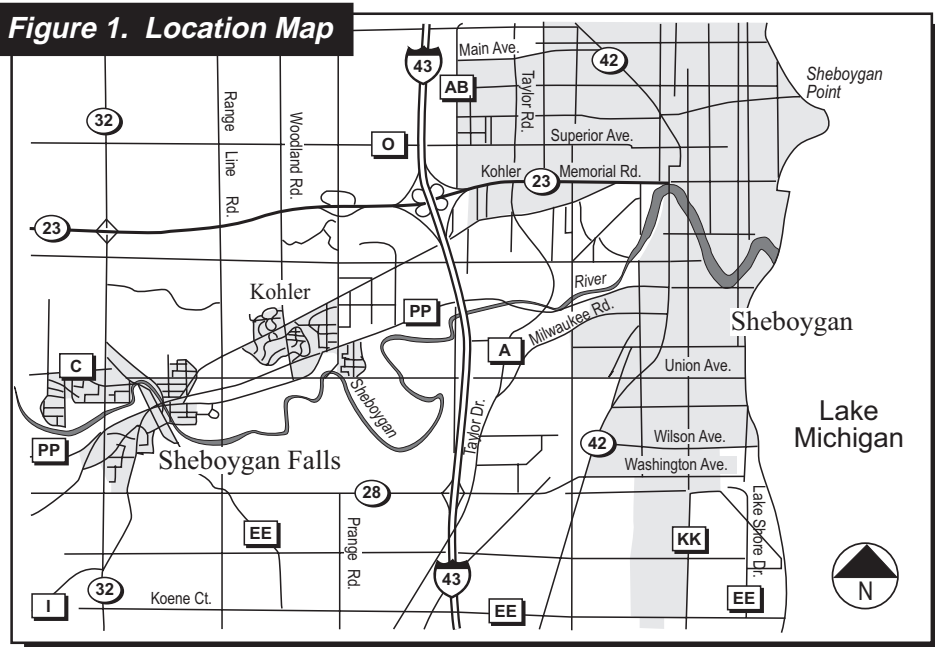 Figure 1. Location Map
Main Ave.
43
42
AB
Sheboygan
Point
32
Range
Line
Rd.
Woodland Rd.
Taylor Rd.
O
Superior Ave.
Kohler
23
Memorial Rd.
23
Kohler
River
PP
Milwaukee Rd.
Sheboygan
A
C
Union Ave.
Sheboygan
Lake
Michigan
Taylor Dr.
PP
Sheboygan Falls
42
Wilson Ave.
Washington Ave.
28
EE
Prange
Rd.
KK
Lake Shore Dr.
43
32
I
Koene Ct.
EE
EE
N